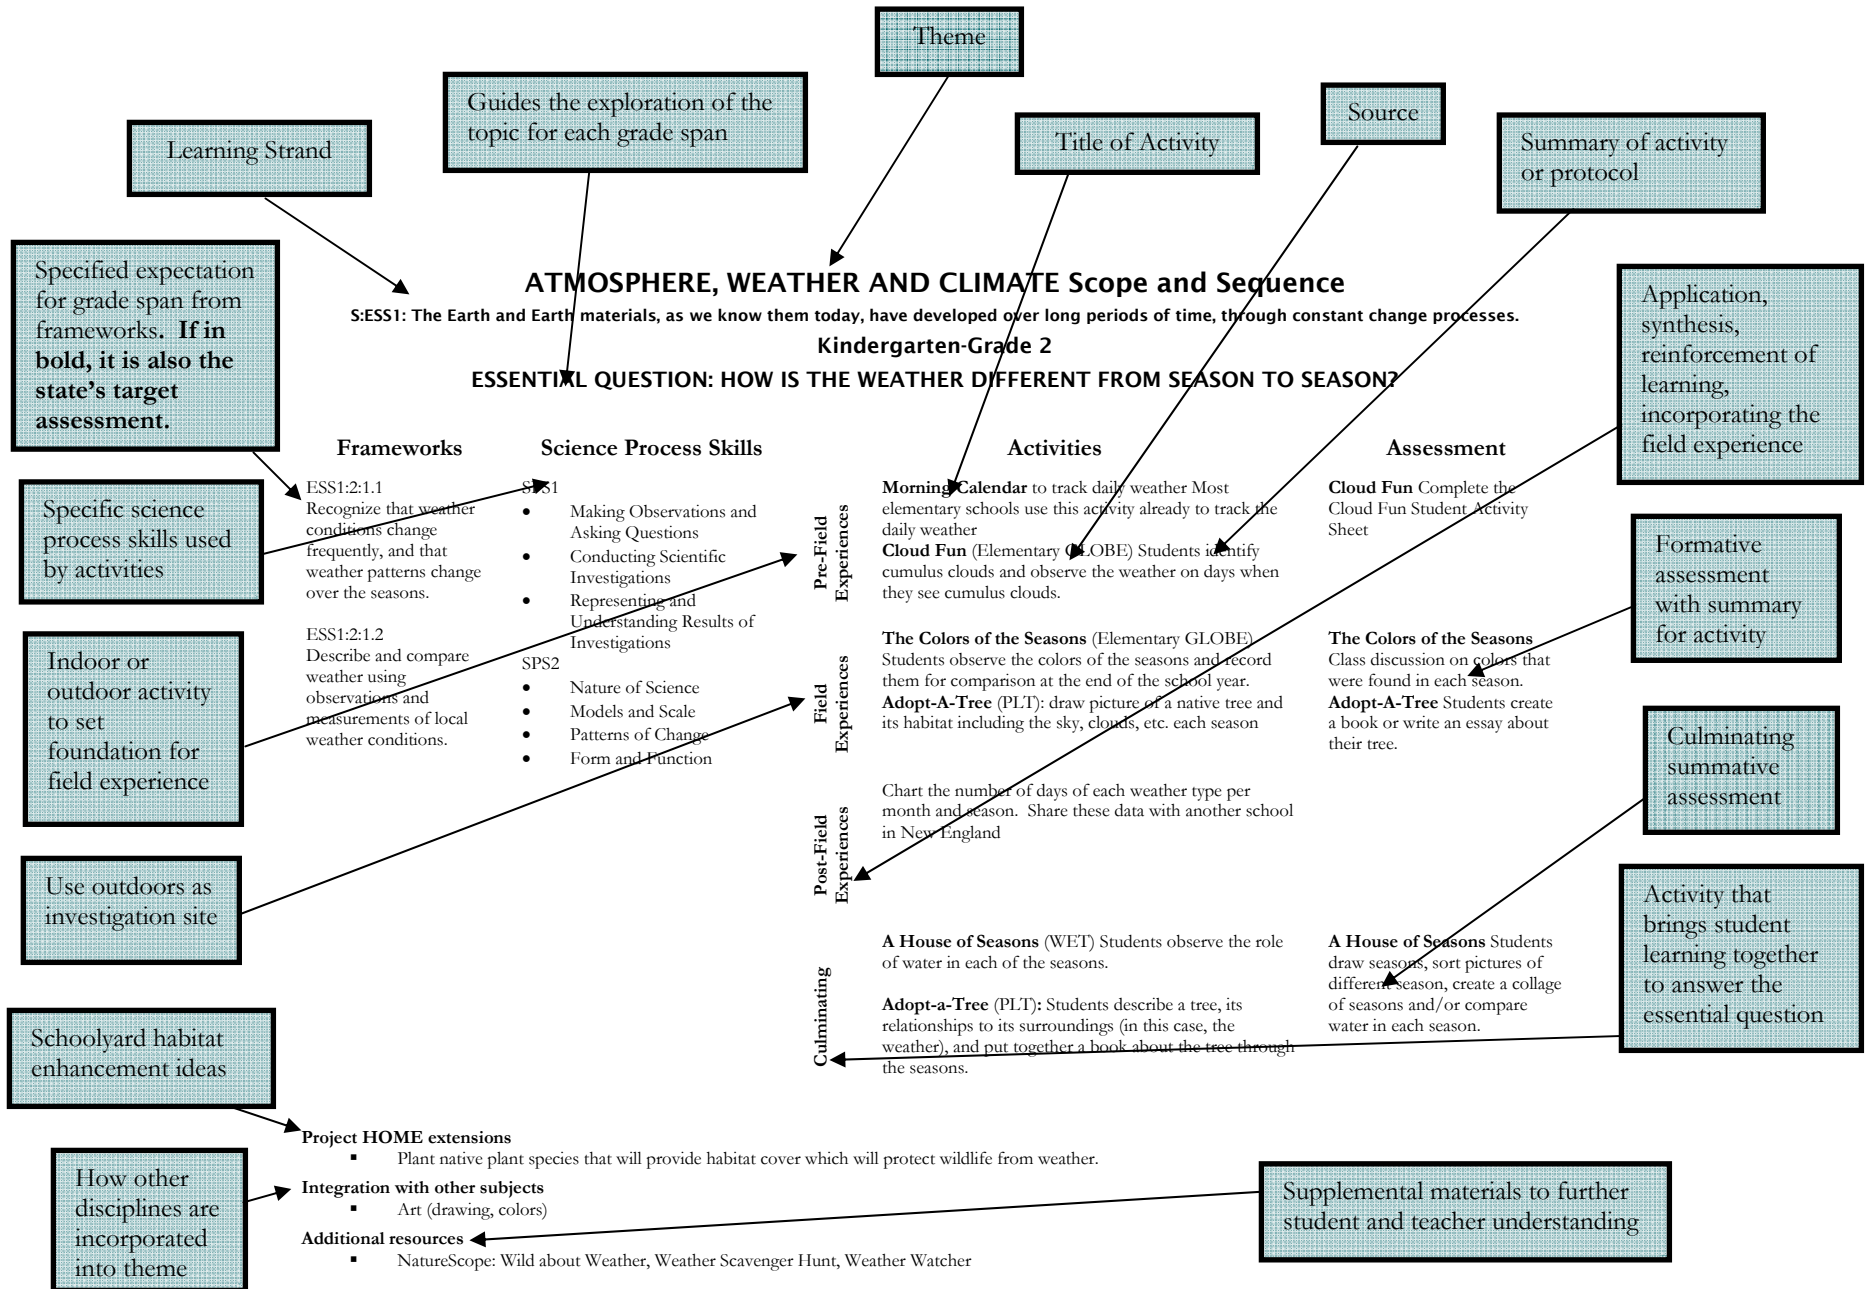 Theme
Guides the exploration of the
topic for each grade span
Source
Learning Strand
Title of Activity
Summary of activity
or protocol
Specified expectation
for grade span from
frameworks. If in
bold, it is also the
state's target
assessment.
ATMOSPHERE, WEATHER AND CLIMATE Scope and Sequence
S:ESS1: The Earth and Earth materials, as we know them today, have developed over long periods of time, through constant change processes.
Kindergarten-Grade 2
ESSENTIAL QUESTION: HOW IS THE WEATHER DIFFERENT FROM SEASON TO SEASON?
Application,
synthesis,
reinforcement of
learning,
incorporating the
field experience
Specific science
process skills used
by activities
Indoor or
outdoor activity
to set
foundation for
field experience
Use outdoors as
investigation site
Frameworks
ESS1:2:1.1
Recognize that weather
conditions change
frequently, and that
weather patterns change
over the seasons.
ESS1:2:1.2
Describe and compare
weather using
observations and
measurements of local
weather conditions.
Science Process Skills
SPS1
• Making Observations and
Asking Questions
• Conducting Scientific
Investigations
• Representing and
Understanding Results of
Investigations
SPS2
• Nature of Science
• Models and Scale
• Patterns of Change
• Form and Function
Activities
Pre-Field
Experiences
Morning Calendar to track daily weather Most
elementary schools use this activity already to track the
daily weather
Cloud Fun (Elementary GLOBE) Students identify
cumulus clouds and observe the weather on days when
they see cumulus clouds.
Field
Experiences
The Colors of the Seasons (Elementary GLOBE)
Students observe the colors of the seasons and record
them for comparison at the end of the school year.
Adopt-A-Tree (PLT): draw picture of a native tree and
its habitat including the sky, clouds, etc. each season
Post-Field
Experiences
Chart the number of days of each weather type per
month and season. Share these data with another school
in New England
Culminating
A House of Seasons (WET) Students observe the role
of water in each of the seasons.
Adopt-a-Tree (PLT): Students describe a tree, its
relationships to its surroundings (in this case, the
weather), and put together a book about the tree through
the seasons.
Assessment
Cloud Fun Complete the
Cloud Fun Student Activity
Sheet
The Colors of the Seasons
Class discussion on colors that
were found in each season.
Adopt-A-Tree Students create
a book or write an essay about
their tree.
A House of Seasons Students
draw seasons, sort pictures of
different season, create a collage
of seasons and/or compare
water in each season.
Formative
assessment
with summary
for activity
Culminating
summative
assessment
Activity that
brings student
learning together
to answer the
essential question
Schoolyard habitat
enhancement ideas
Project HOME extensions
▪ Plant native plant species that will provide habitat cover which will protect wildlife from weather.
How other
disciplines are
incorporated
into theme
Integration with other subjects
▪ Art (drawing, colors)
Additional resources
▪ NatureScope: Wild about Weather, Weather Scavenger Hunt, Weather Watcher
Supplemental materials to further
student and teacher understanding